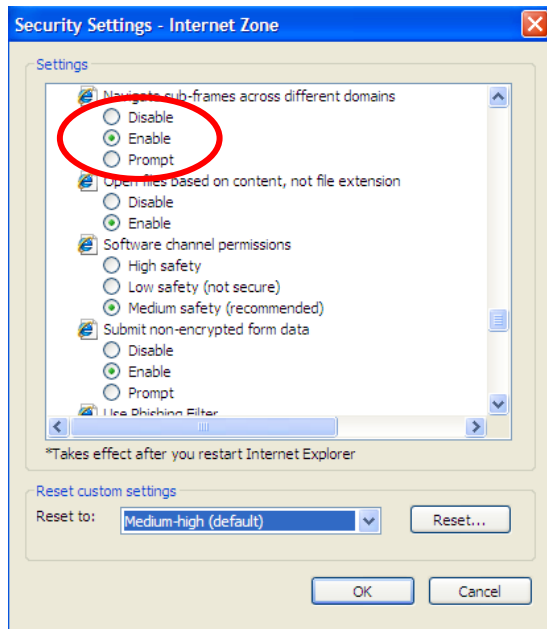 Security Settings - Internet Zone
Settings
Navigate sub-frames across different domains
Disable
Enable
Prompt
Open files based on content, not file extension
Disable
Enable
Software channel permissions
High safety
Low safety (not secure)
Medium safety (recommended)
Submit non-encrypted form data
Disable
Enable
Prompt
Use Phishing Filter
*Takes effect after you restart Internet Explorer
Reset custom settings
Reset to:
Medium-high (default)
Reset...
OK
Cancel